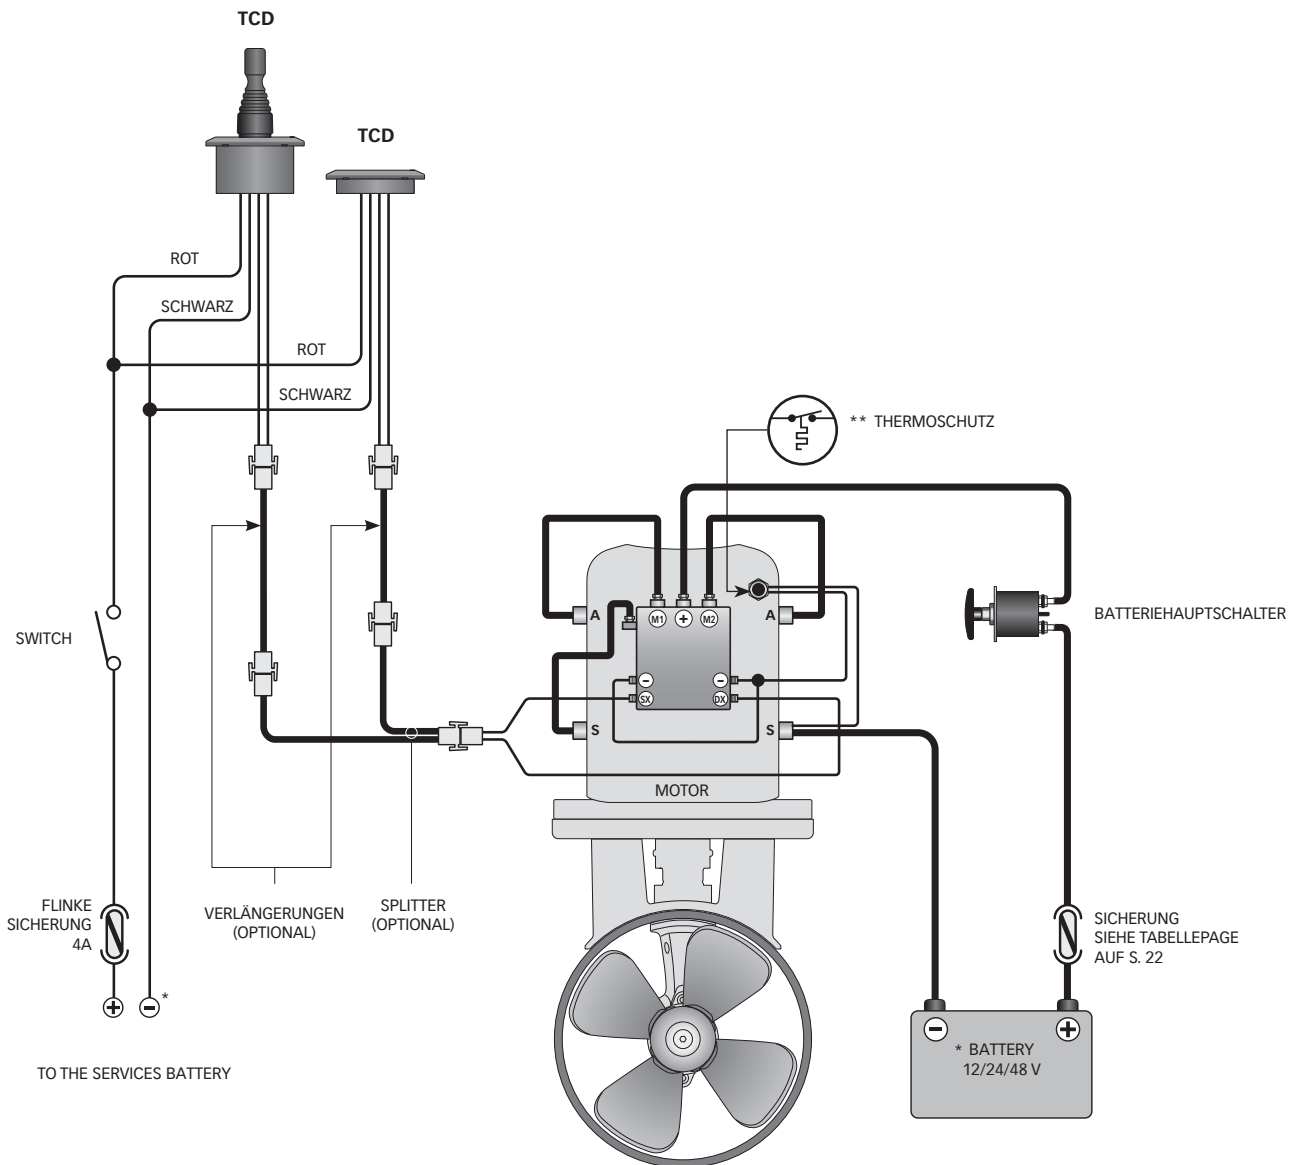 TCD
TCD
ROT
SCHWARZ
ROT
SCHWARZ
** THERMOSCHUTZ
M1
+
M2
A
A
-
-
SX
DX
S
S
MOTOR
SWITCH
BATTERIEHAUPTSCHALTER
FLINKE
SICHERUNG
4A
VERLÄNGERUNGEN
(OPTIONAL)
SPLITTER
(OPTIONAL)
SICHERUNG
SIEHE TABELLEPAGE
AUF S. 22
+
- *
- +
* BATTERY
12/24/48 V
TO THE SERVICES BATTERY